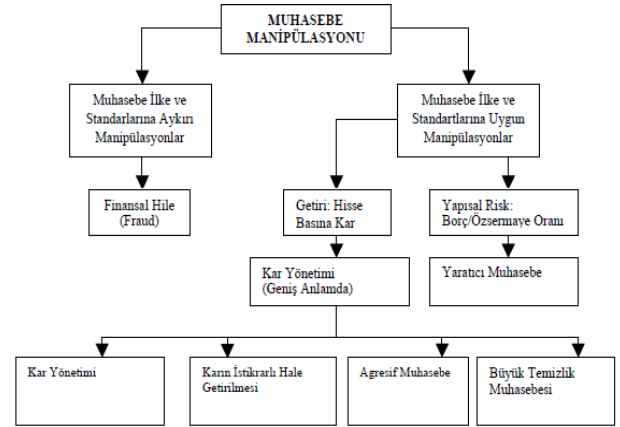 MUHASEBE
MANİPÜLASYONU
Muhasebe İlke ve
Standarlarına Aykırı
Manipülasyonlar
Muhasebe İlke ve
Standartlarına Uygun
Manipülasyonlar
Finansal Hile
(Fraud)
Getiri: Hisse
Basına Kar
Yapısal Risk:
Borç/Özsermaye Oranı
Kar Yönetimi
(Geniş Anlamda)
Yaratıcı Muhasebe
Kar Yönetimi
Karın İstikrarlı Hale
Getirilmesi
Agresif Muhasebe
Büyük Temizlik
Muhasebesi